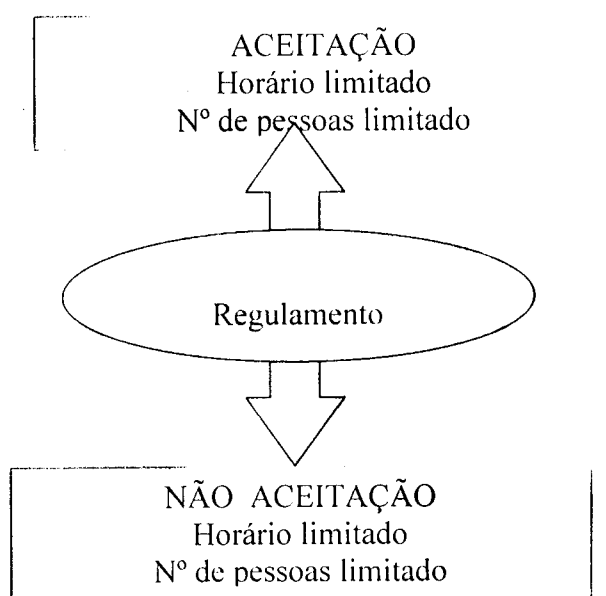 ACEITAÇÃO
Horário limitado
Nº de pessoas limitado
Regulamento
NÃO ACEITAÇÃO
Horário limitado
Nº de pessoas limitado